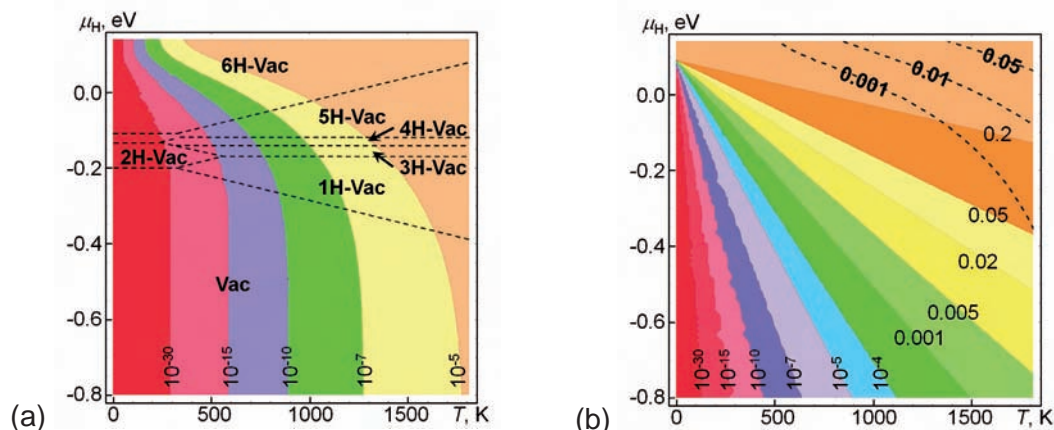 μH, eV
0.0
-0.2
-0.4
-0.6
-0.8
6H-Vac
5H-Vac
4H-Vac
2H-Vac
3H-Vac
1H-Vac
Vac
10-30
10-15
10-10
10-7
10-5
0
500
1000
1500
T, K
(a)
μH, eV
0.0
-0.2
-0.4
-0.6
-0.8
0.05
0.01
0.001
0.2
0.05
0.02
0.005
0.001
10-30
10-15
10-10
10-7
10-5
10-4
0
500
1000
1500
T, K
(b)